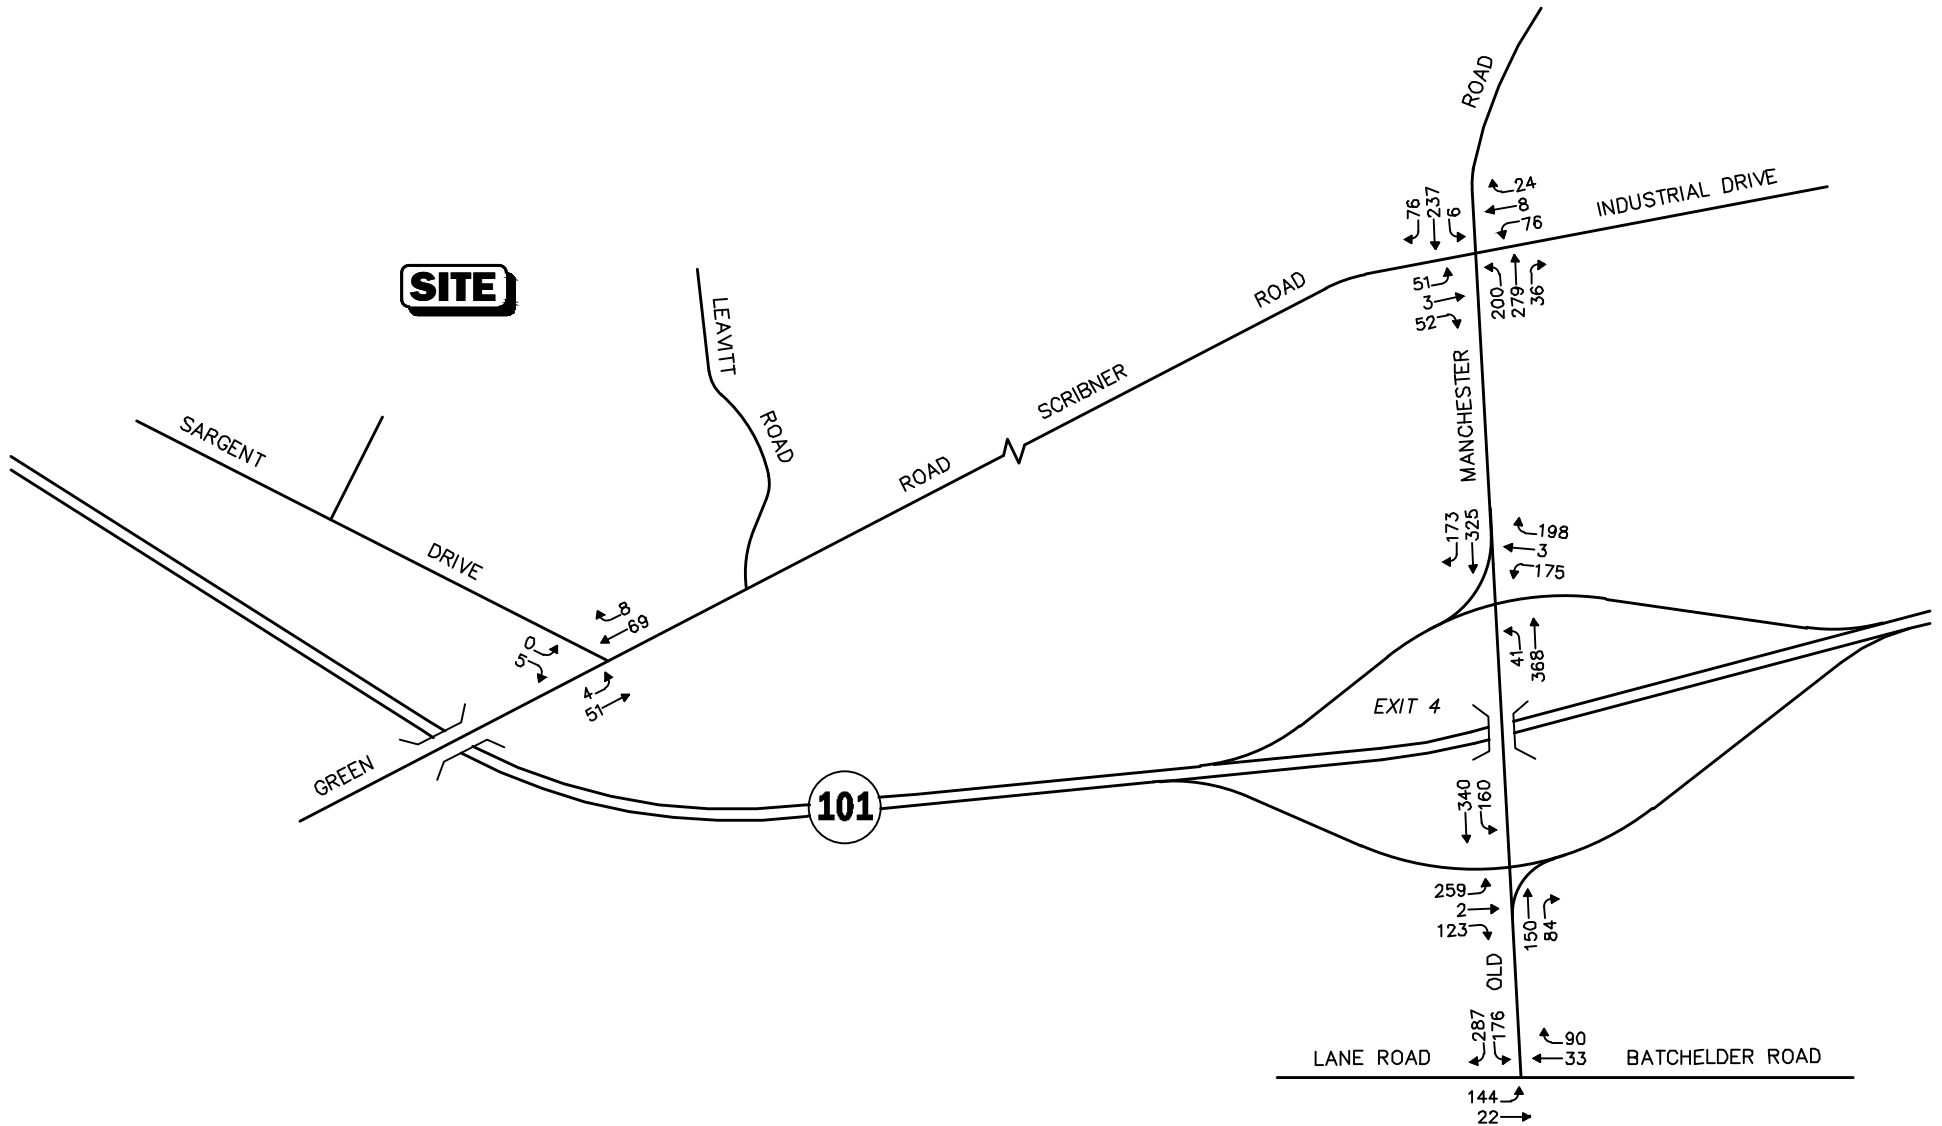 ROAD
INDUSTRIAL DRIVE
76
237
6
24
8
76
51
3
52
200
279
36
SITE
LEAVITT
ROAD
ROAD
SCRIBNER
ROAD
MANCHESTER
SARGENT
DRIVE
173
325
198
3
175
8
69
0
5
4
51
41
368
EXIT 4
GREEN
101
340
160
259
2
123
150
84
OLD
287
176
90
33
LANE ROAD
BATCHELDER ROAD
144
22